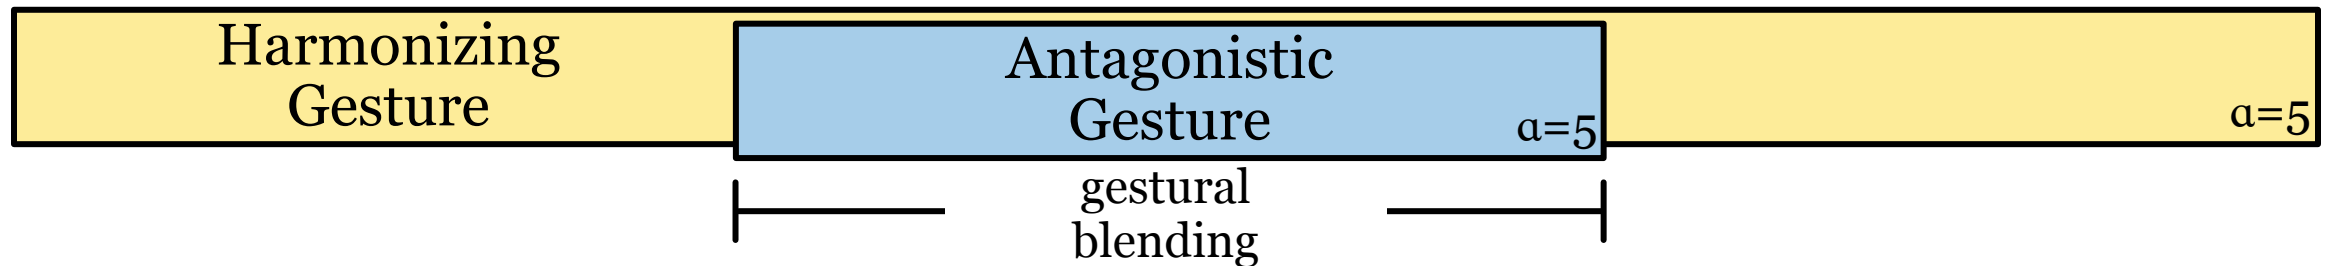 Harmonizing
Gesture
Antagonistic
Gesture
α=5
α=5
gestural
blending